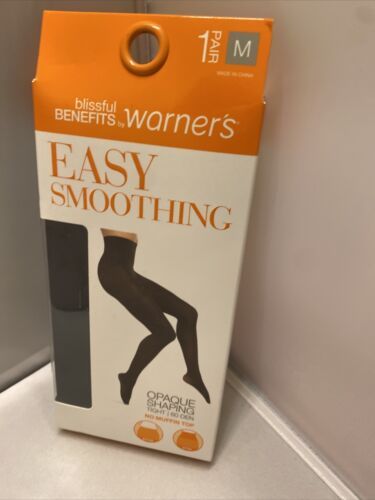 1 PAIR
M
MADE IN CHINA
blissful
BENEFITS by warner's
EASY
SMOOTHING
OPAQUE
SHAPING
TIGHT | 60 DEN
NO MUFFIN TOP